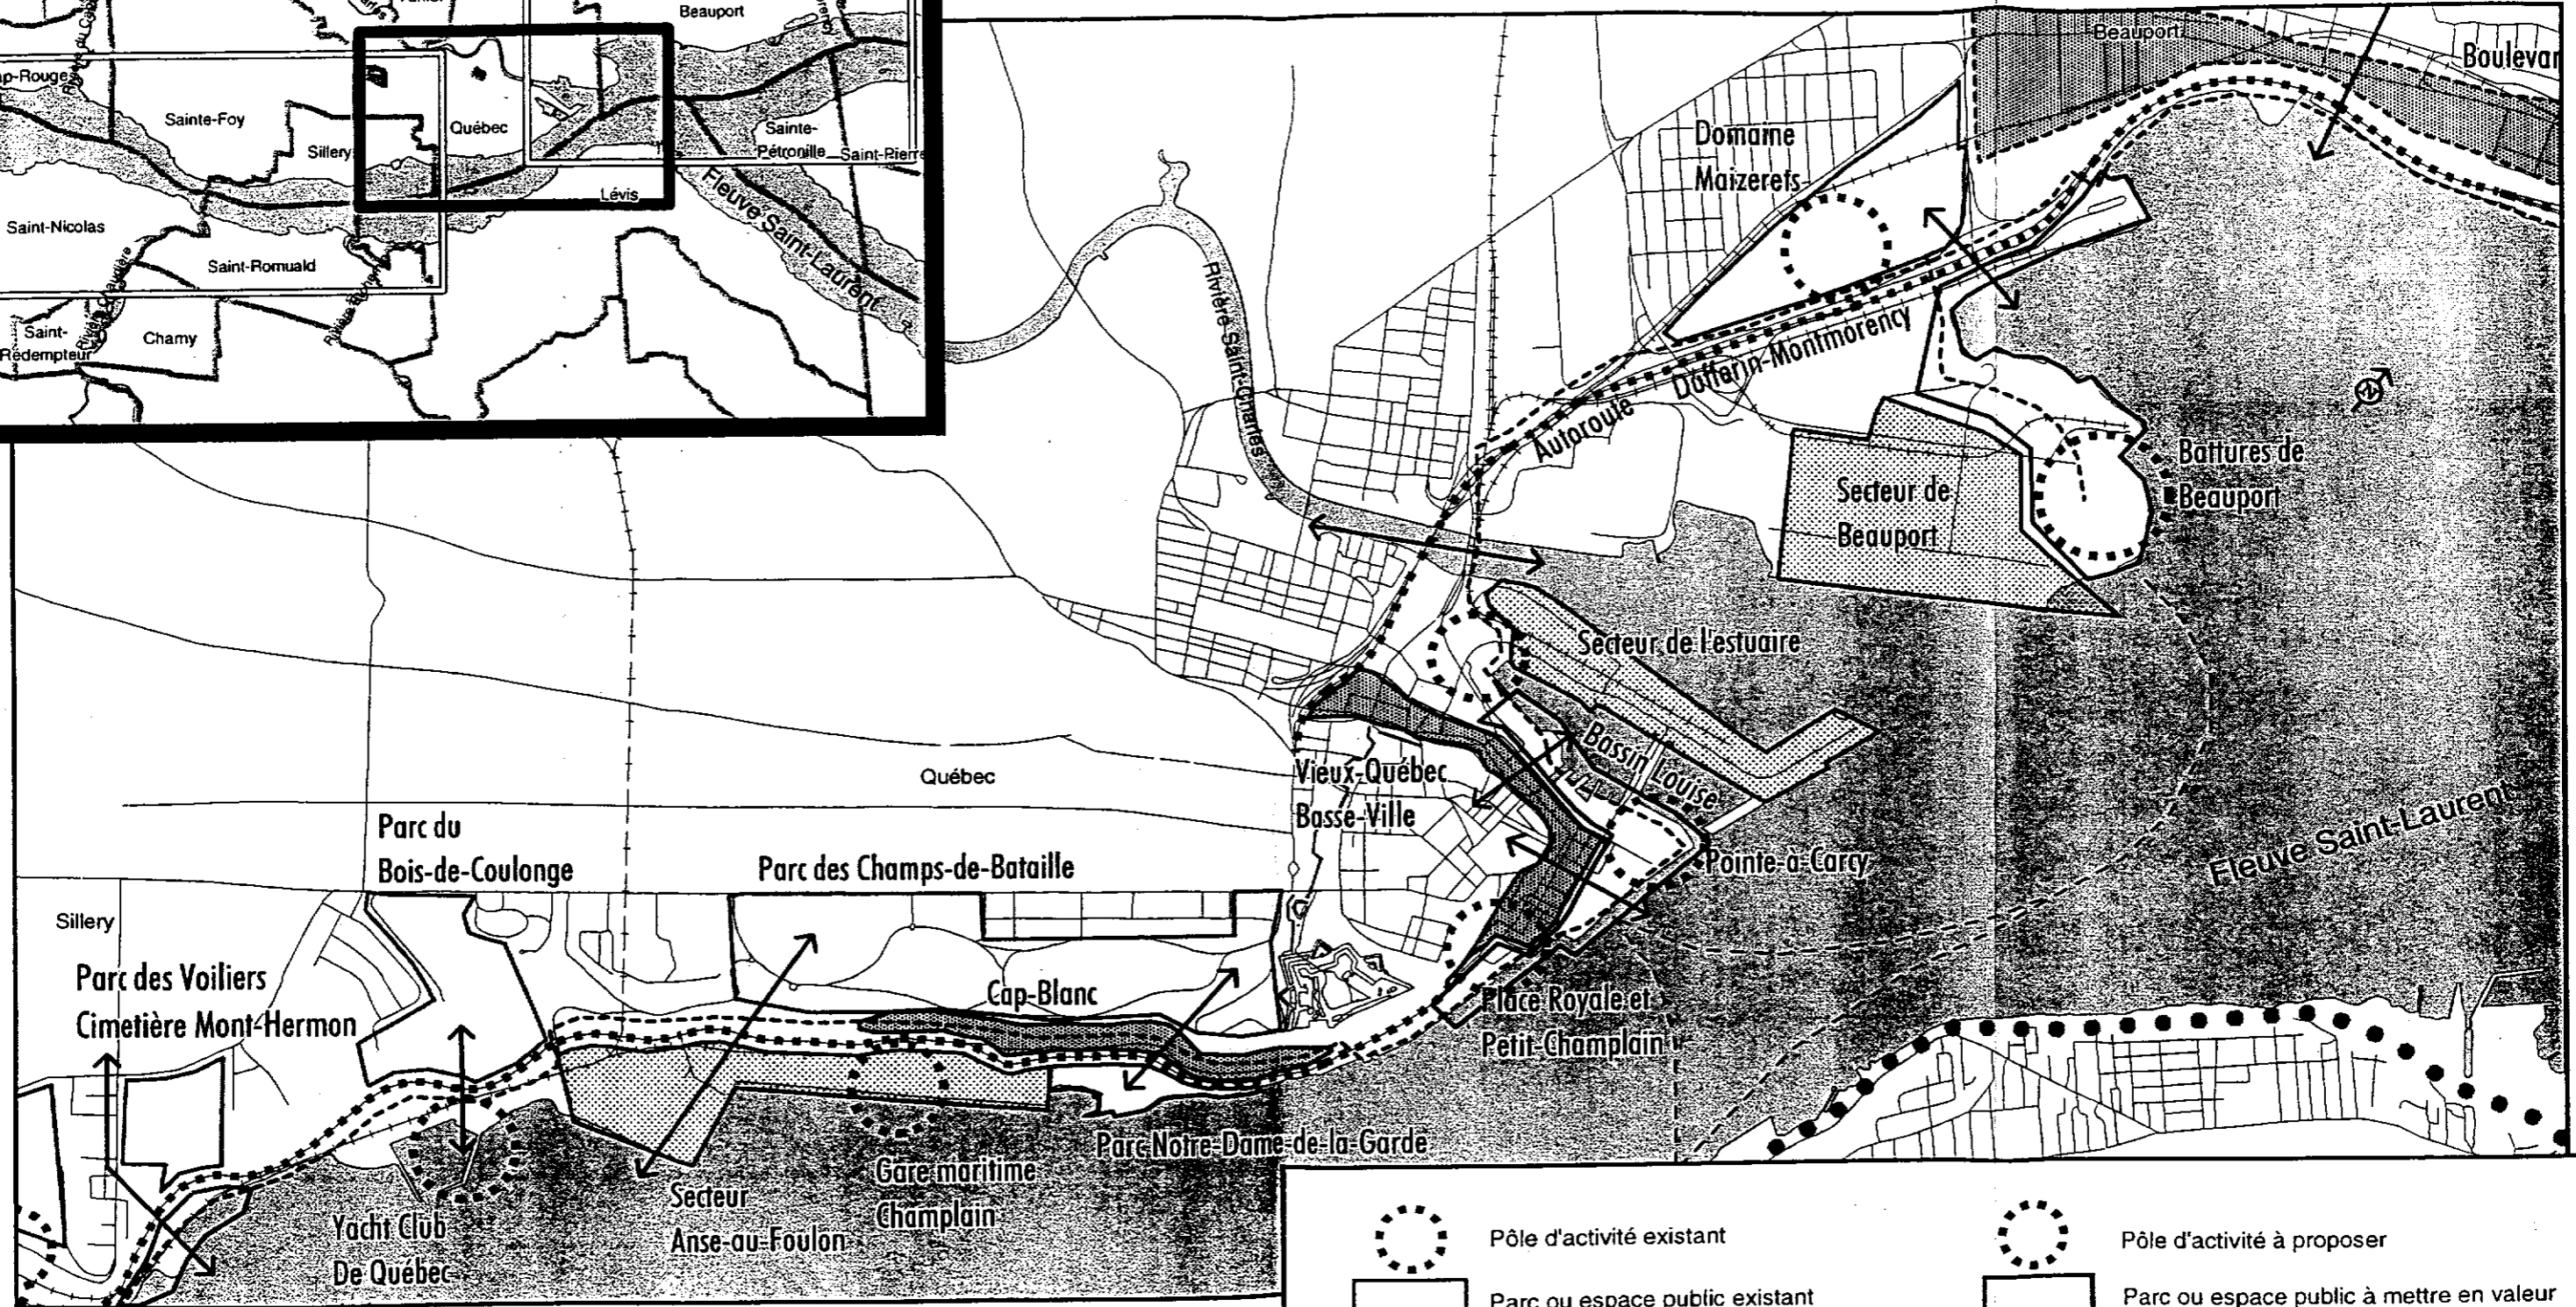 Beauport
Sainte-Foy
Québec
Sillery
Sainte-
Pétronille
Saint-Pierre
Lévis
Fleuve Saint-Laurent
Saint-Nicolas
Saint-Romuald
Saint-
Rédempteur
Charny
Beauport
Boulevar
Domaine
Maizerets
Rivière Saint-Charles
Autoroute Dufferin-Montmorency
Battures de
Beauport
Secteur de
Beauport
Secteur de l'estuaire
Bassin Louise
Vieux-Québec
Basse-Ville
Québec
Pointe-à-Carcy
Fleuve Saint-Laurent
Parc du
Bois-de-Coulonge
Parc des Champs-de-Bataille
Sillery
Parc des Voiliers
Cimetière Mont-Hermon
Cap-Blanc
Place Royale et
Petit Champlain
Parc Notre-Dame-de-la-Garde
Gare maritime
Champlain
Secteur
Anse-au-Foulon
Yacht Club
De Québec
Pôle d'activité existant
Pôle d'activité à proposer
Parc ou espace public existant
Parc ou espace public à mettre en valeur